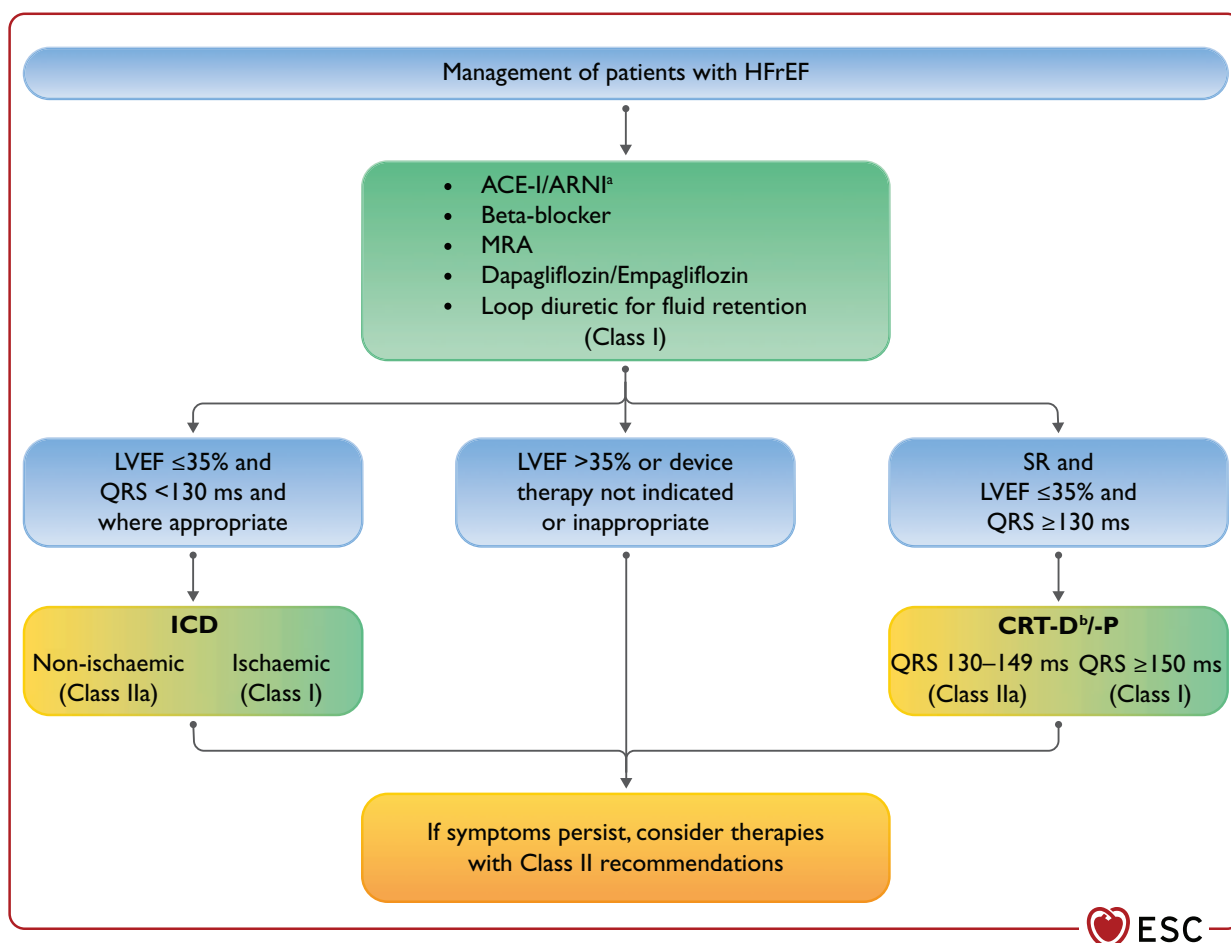 Management of patients with HFrEF
• ACE-I/ARNIᵃ
• Beta-blocker
• MRA
• Dapagliflozin/Empagliflozin
• Loop diuretic for fluid retention
(Class I)
LVEF ≤35% and
QRS <130 ms and
where appropriate
LVEF >35% or device
therapy not indicated
or inappropriate
SR and
LVEF ≤35% and
QRS ≥130 ms
ICD
Non-ischaemic
(Class IIa)
Ischaemic
(Class I)
CRT-Dᵇ/-P
QRS 130–149 ms
(Class IIa)
QRS ≥150 ms
(Class I)
If symptoms persist, consider therapies
with Class II recommendations
ESC